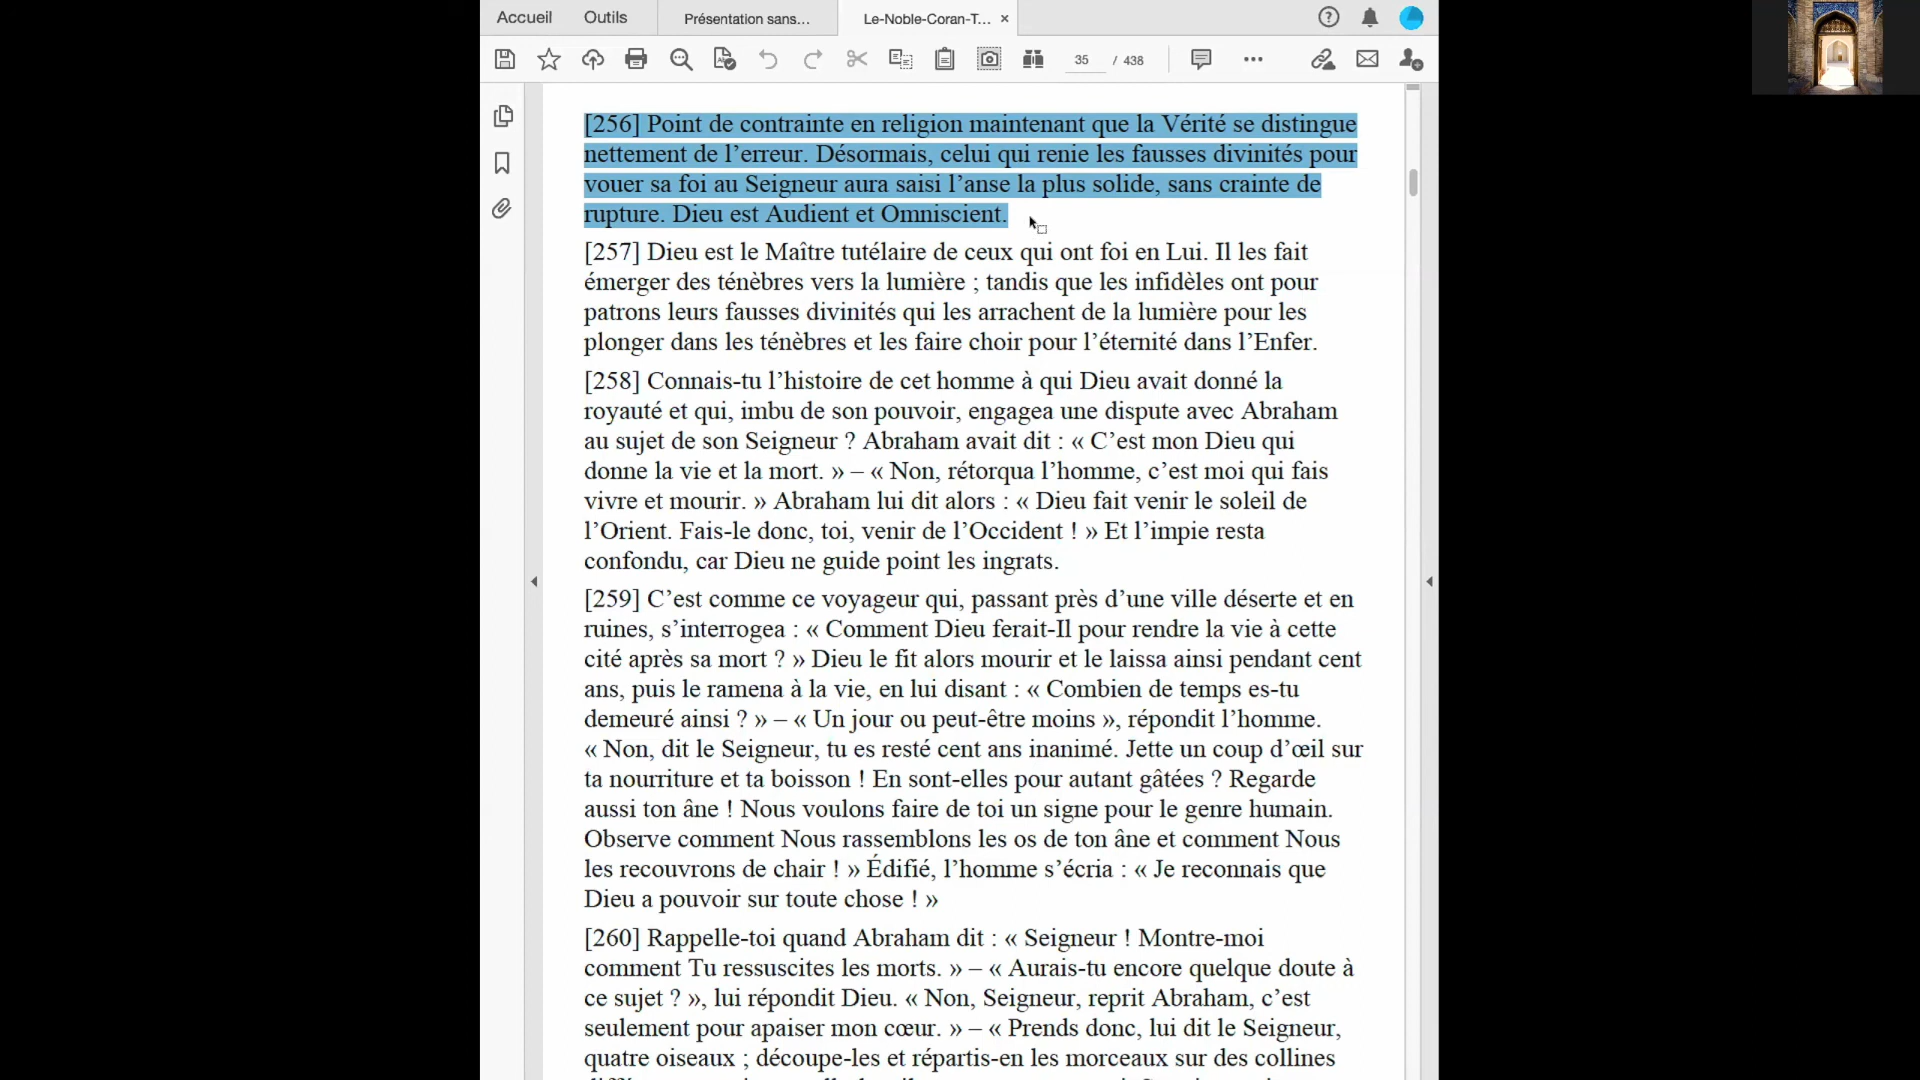 Accueil Outils Présentation sans... Le-Noble-Coran-T... ×
35 / 438
[256] Point de contrainte en religion maintenant que la Vérité se distingue
nettement de l’erreur. Désormais, celui qui renie les fausses divinités pour
vouer sa foi au Seigneur aura saisi l’anse la plus solide, sans crainte de
rupture. Dieu est Audient et Omniscient.
[257] Dieu est le Maître tutélaire de ceux qui ont foi en Lui. Il les fait
émerger des ténèbres vers la lumière ; tandis que les infidèles ont pour
patrons leurs fausses divinités qui les arrachent de la lumière pour les
plonger dans les ténèbres et les faire choir pour l’éternité dans l’Enfer.
[258] Connais-tu l’histoire de cet homme à qui Dieu avait donné la
royauté et qui, imbu de son pouvoir, engagea une dispute avec Abraham
au sujet de son Seigneur ? Abraham avait dit : « C’est mon Dieu qui
donne la vie et la mort. » – « Non, rétorqua l’homme, c’est moi qui fais
vivre et mourir. » Abraham lui dit alors : « Dieu fait venir le soleil de
l’Orient. Fais-le donc, toi, venir de l’Occident ! » Et l’impie resta
confondu, car Dieu ne guide point les ingrats.
[259] C’est comme ce voyageur qui, passant près d’une ville déserte et en
ruines, s’interrogea : « Comment Dieu ferait-Il pour rendre la vie à cette
cité après sa mort ? » Dieu le fit alors mourir et le laissa ainsi pendant cent
ans, puis le ramena à la vie, en lui disant : « Combien de temps es-tu
demeuré ainsi ? » – « Un jour ou peut-être moins », répondit l’homme.
« Non, dit le Seigneur, tu es resté cent ans inanimé. Jette un coup d’œil sur
ta nourriture et ta boisson ! En sont-elles pour autant gâtées ? Regarde
aussi ton âne ! Nous voulons faire de toi un signe pour le genre humain.
Observe comment Nous rassemblons les os de ton âne et comment Nous
les recouvrons de chair ! » Édifié, l’homme s’écria : « Je reconnais que
Dieu a pouvoir sur toute chose ! »
[260] Rappelle-toi quand Abraham dit : « Seigneur ! Montre-moi
comment Tu ressuscites les morts. » – « Aurais-tu encore quelque doute à
ce sujet ? », lui répondit Dieu. « Non, Seigneur, reprit Abraham, c’est
seulement pour apaiser mon cœur. » – « Prends donc, lui dit le Seigneur,
quatre oiseaux ; découpe-les et répartis-en les morceaux sur des collines